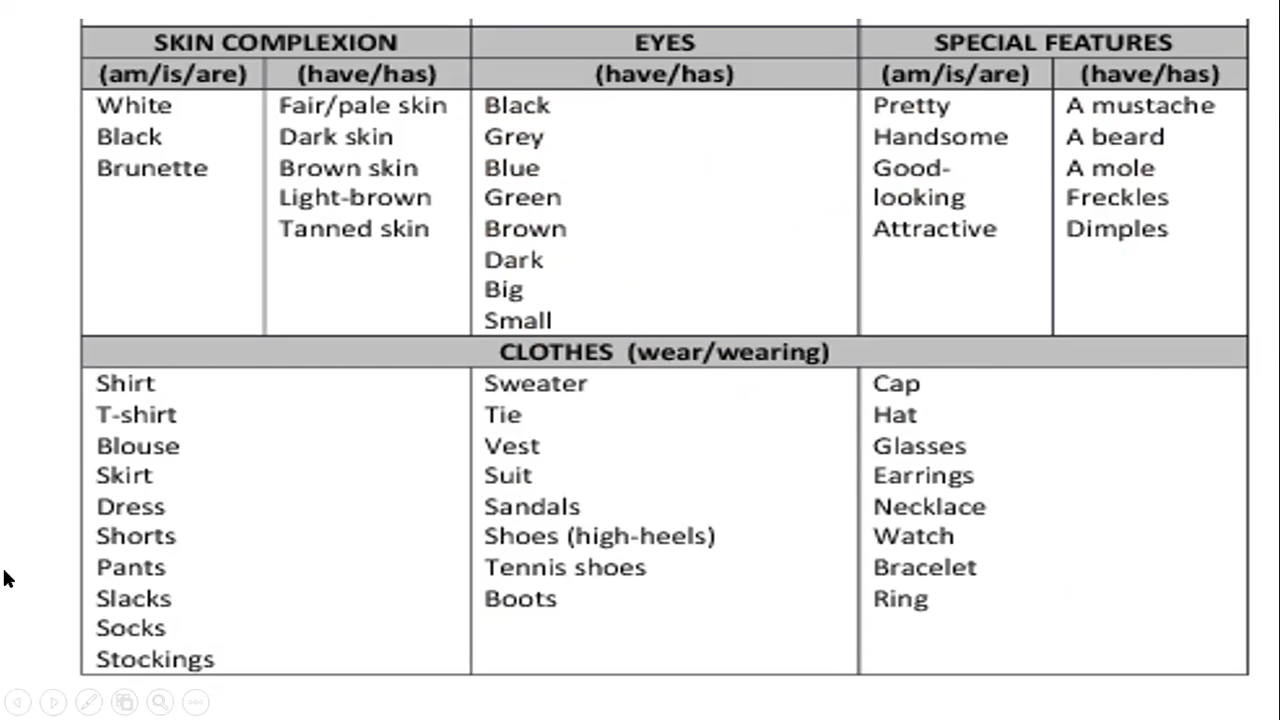 SKIN COMPLEXION
EYES
SPECIAL FEATURES
(am/is/are)
(have/has)
(have/has)
(am/is/are)
(have/has)
White
Black
Brunette
Fair/pale skin
Dark skin
Brown skin
Light-brown
Tanned skin
Black
Grey
Blue
Green
Brown
Dark
Big
Small
Pretty
Handsome
Good-
looking
Attractive
A mustache
A beard
A mole
Freckles
Dimples
CLOTHES (wear/wearing)
Shirt
T-shirt
Blouse
Skirt
Dress
Shorts
Pants
Slacks
Socks
Stockings
Sweater
Tie
Vest
Suit
Sandals
Shoes (high-heels)
Tennis shoes
Boots
Cap
Hat
Glasses
Earrings
Necklace
Watch
Bracelet
Ring